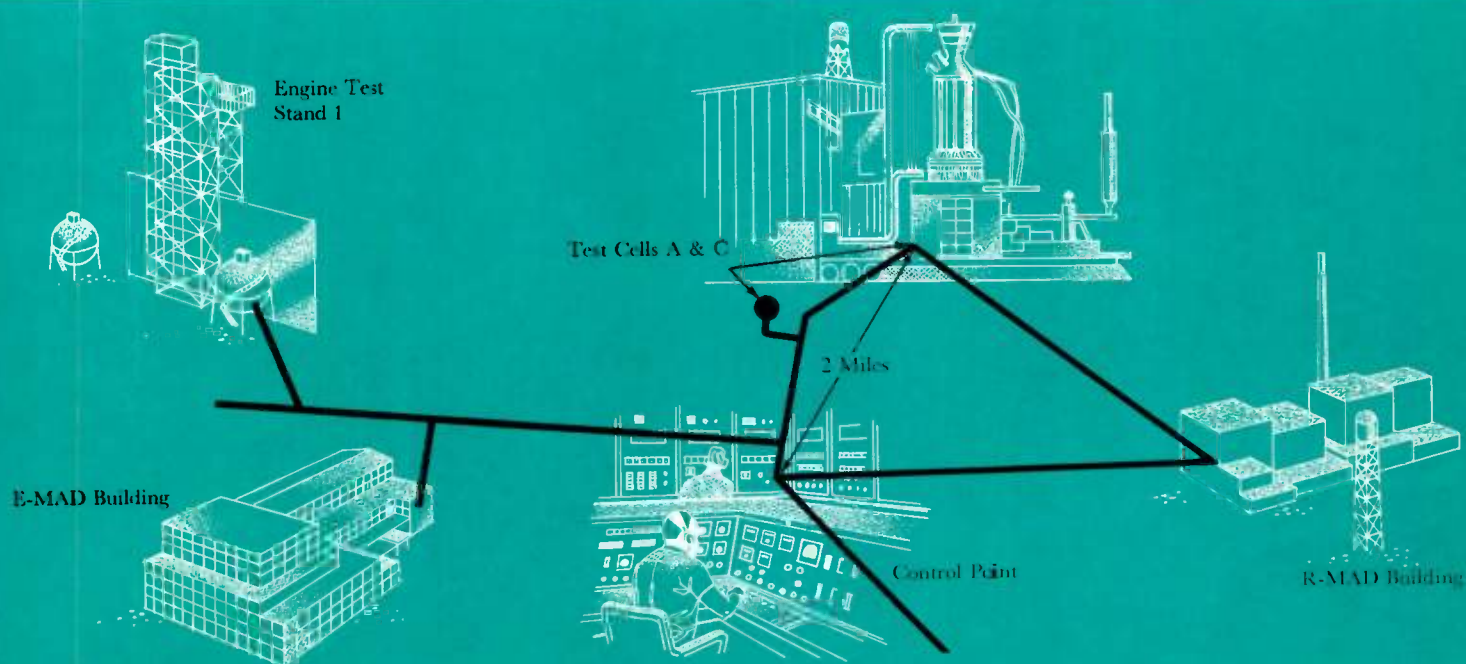 Engine Test
Stand 1
Test Cells A & C
2 Miles
E-MAD Building
Control Point
R-MAD Building